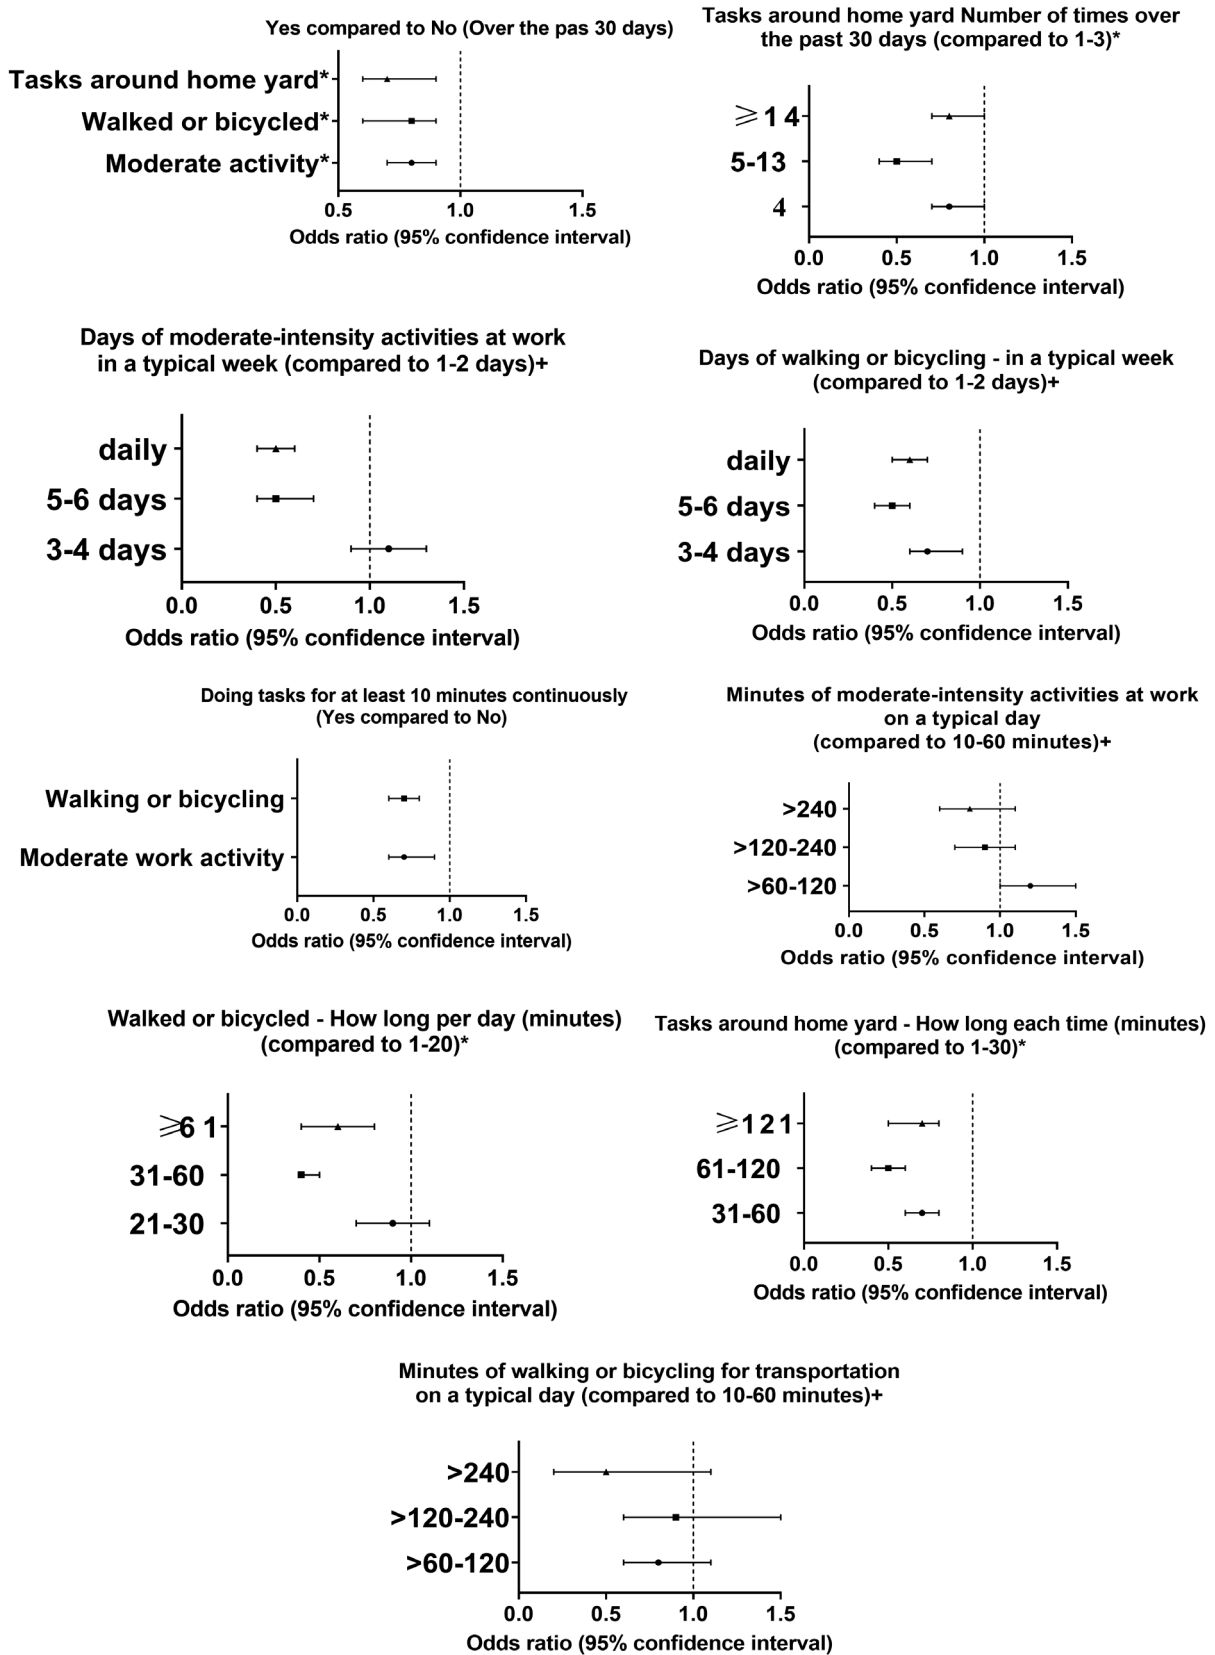 Yes compared to No (Over the pas 30 days)
Tasks around home yard*
Walked or bicycled*
Moderate activity*
0.5 1.0 1.5
Odds ratio (95% confidence interval)
Tasks around home yard Number of times over
the past 30 days (compared to 1-3)*
⩾14
5-13
4
0.0 0.5 1.0 1.5
Odds ratio (95% confidence interval)
Days of moderate-intensity activities at work
in a typical week (compared to 1-2 days)+
daily
5-6 days
3-4 days
0.0 0.5 1.0 1.5
Odds ratio (95% confidence interval)
Days of walking or bicycling - in a typical week
(compared to 1-2 days)+
daily
5-6 days
3-4 days
0.0 0.5 1.0 1.5
Odds ratio (95% confidence interval)
Doing tasks for at least 10 minutes continuously
(Yes compared to No)
Walking or bicycling
Moderate work activity
0.0 0.5 1.0 1.5
Odds ratio (95% confidence interval)
Minutes of moderate-intensity activities at work
on a typical day
(compared to 10-60 minutes)+
>240
>120-240
>60-120
0.0 0.5 1.0 1.5
Odds ratio (95% confidence interval)
Walked or bicycled - How long per day (minutes)
(compared to 1-20)*
⩾61
31-60
21-30
0.0 0.5 1.0 1.5
Odds ratio (95% confidence interval)
Tasks around home yard - How long each time (minutes)
(compared to 1-30)*
⩾121
61-120
31-60
0.0 0.5 1.0 1.5
Odds ratio (95% confidence interval)
Minutes of walking or bicycling for transportation
on a typical day (compared to 10-60 minutes)+
>240
>120-240
>60-120
0.0 0.5 1.0 1.5
Odds ratio (95% confidence interval)